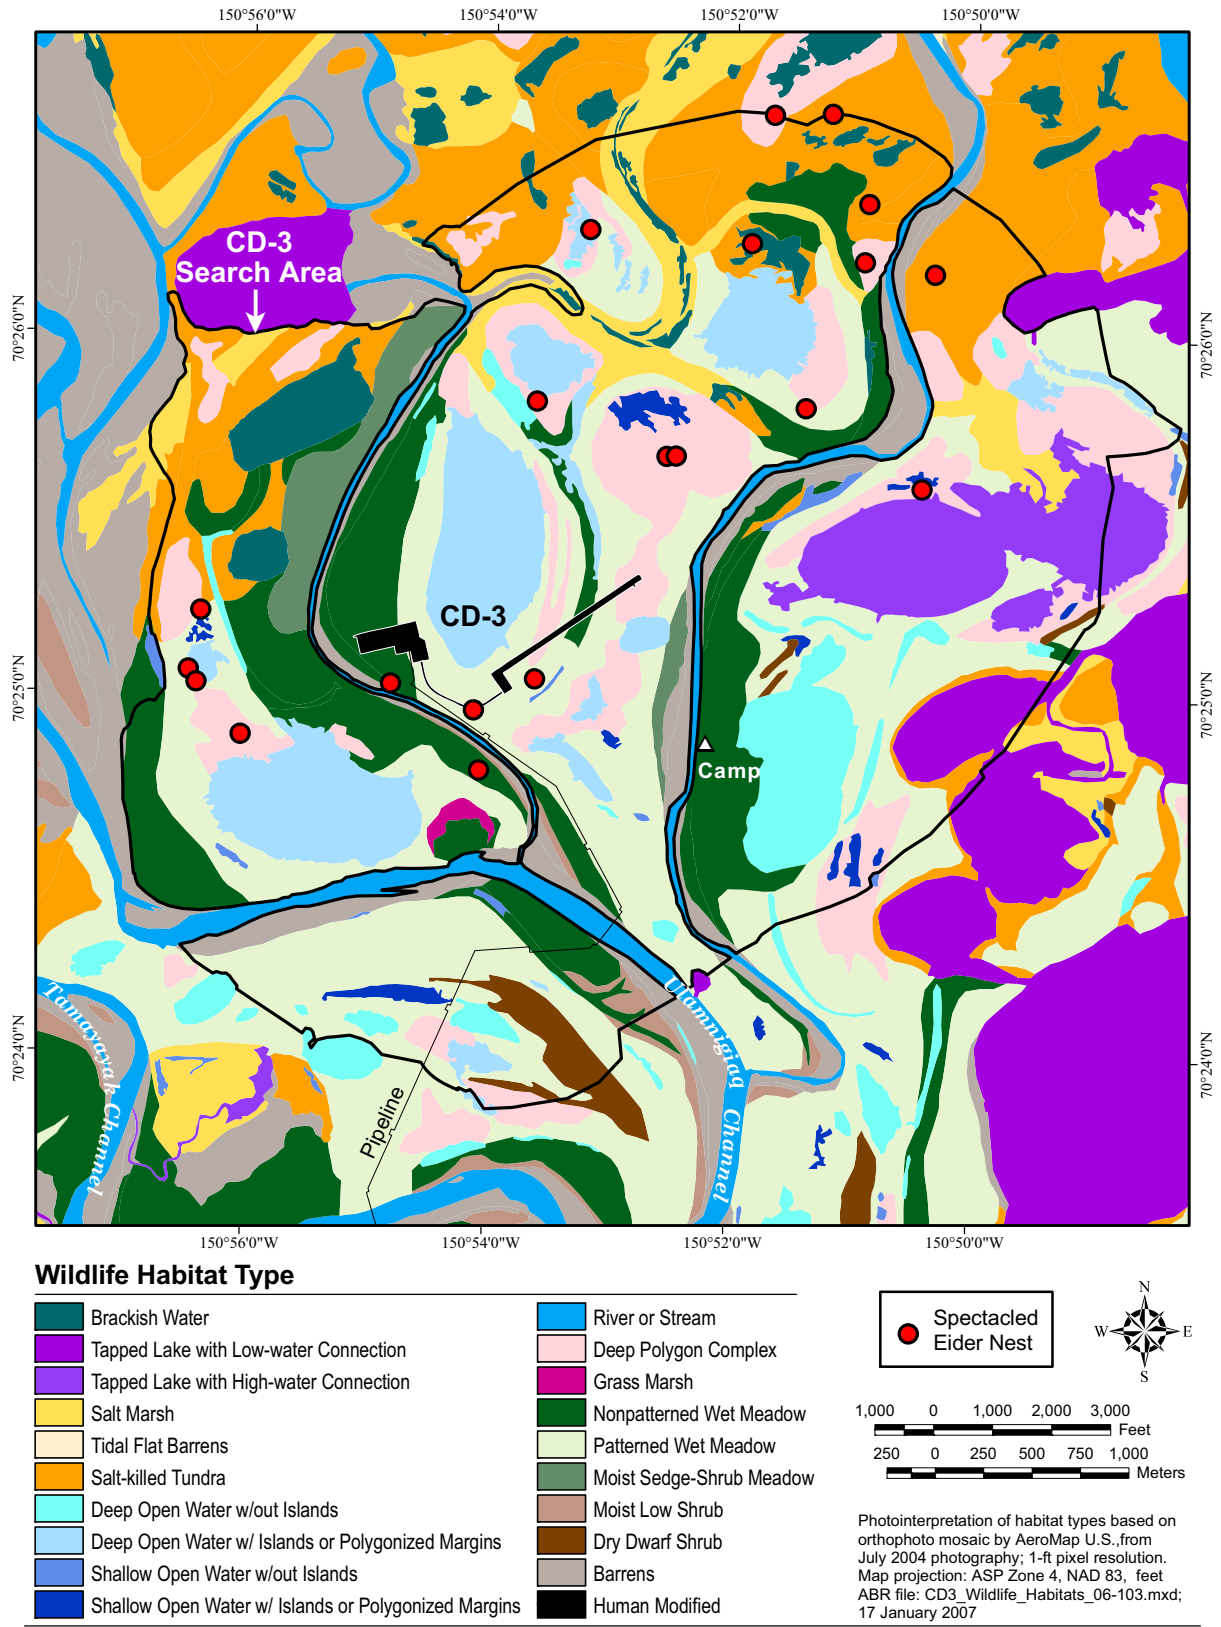 150°56'0"W
150°54'0"W
150°52'0"W
150°50'0"W
CD-3
Search Area
70°26'0"N
70°26'0"N
CD-3
70°25'0"N
70°25'0"N
Camp
Ulamnigiaq Channel
Tamayayak Channel
Pipeline
70°24'0"N
70°24'0"N
150°56'0"W
150°54'0"W
150°52'0"W
150°50'0"W
Wildlife Habitat Type
Brackish Water
Tapped Lake with Low-water Connection
Tapped Lake with High-water Connection
Salt Marsh
Tidal Flat Barrens
Salt-killed Tundra
Deep Open Water w/out Islands
Deep Open Water w/ Islands or Polygonized Margins
Shallow Open Water w/out Islands
Shallow Open Water w/ Islands or Polygonized Margins
River or Stream
Deep Polygon Complex
Grass Marsh
Nonpatterned Wet Meadow
Patterned Wet Meadow
Moist Sedge-Shrub Meadow
Moist Low Shrub
Dry Dwarf Shrub
Barrens
Human Modified
Spectacled
Eider Nest
N
W E
S
1,000 0 1,000 2,000 3,000
Feet
250 0 250 500 750 1,000
Meters
Photointerpretation of habitat types based on
orthophoto mosaic by AeroMap U.S.,from
July 2004 photography; 1-ft pixel resolution.
Map projection: ASP Zone 4, NAD 83, feet
ABR file: CD3_Wildlife_Habitats_06-103.mxd;
17 January 2007